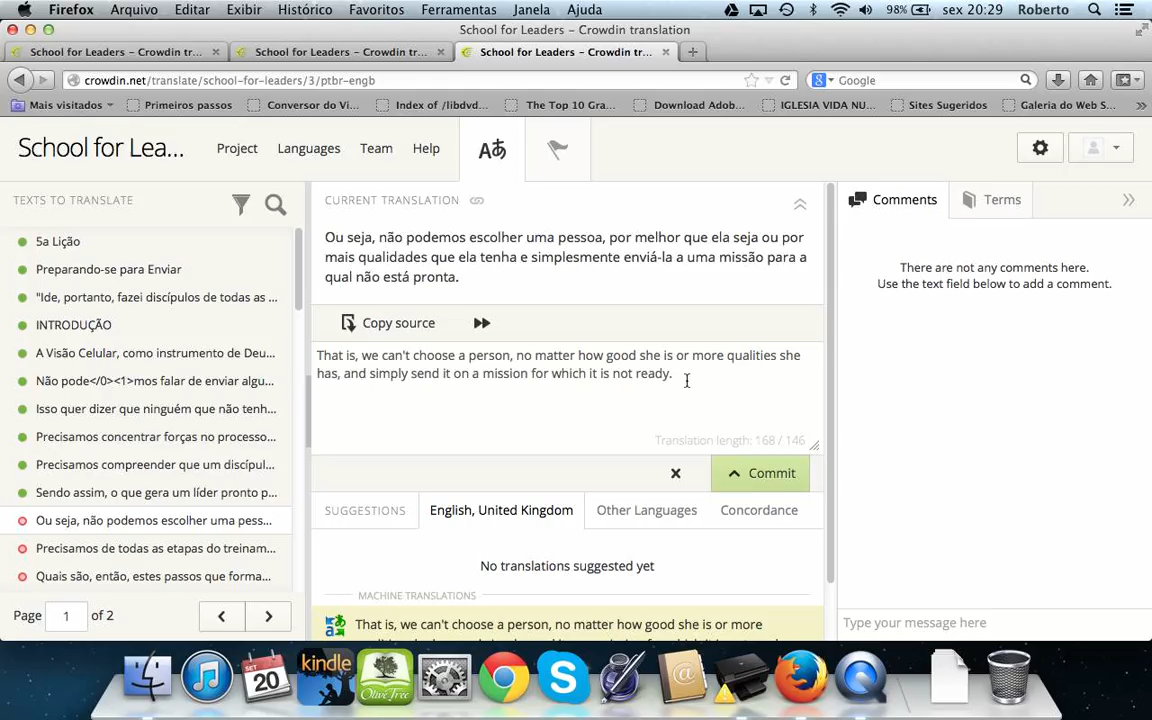 Firefox Arquivo Editar Exibir Histórico Favoritos Ferramentas Janela Ajuda 98% sex 20:29 Roberto
School for Leaders – Crowdin translation
School for Leaders – Crowdin tr... School for Leaders – Crowdin tr... School for Leaders – Crowdin tr...
crowdin.net/translate/school-for-leaders/3/ptbr-engb Google
Mais visitados Primeiros passos Conversor do Vi... Index of /libdvd... The Top 10 Gra... Download Adob... IGLESIA VIDA NU... Sites Sugeridos Galeria do Web S...
School for Lea... Project Languages Team Help Aあ
TEXTS TO TRANSLATE
5a Lição
Preparando-se para Enviar
"Ide, portanto, fazei discípulos de todas as ...
INTRODUÇÃO
A Visão Celular, como instrumento de Deu...
Não pode</0><1>mos falar de enviar algu...
Isso quer dizer que ninguém que não tenh...
Precisamos concentrar forças no processo...
Precisamos compreender que um discípul...
Sendo assim, o que gera um líder pronto p...
Ou seja, não podemos escolher uma pess...
Precisamos de todas as etapas do treinam...
Quais são, então, estes passos que forma...
Page 1 of 2
CURRENT TRANSLATION
Ou seja, não podemos escolher uma pessoa, por melhor que ela seja ou por
mais qualidades que ela tenha e simplesmente enviá-la a uma missão para a
qual não está pronta.
Copy source
That is, we can't choose a person, no matter how good she is or more qualities she
has, and simply send it on a mission for which it is not ready.
Translation length: 168 / 146
Commit
SUGGESTIONS English, United Kingdom Other Languages Concordance
No translations suggested yet
MACHINE TRANSLATIONS
That is, we can't choose a person, no matter how good she is or more
Comments Terms
There are not any comments here.
Use the text field below to add a comment.
Type your message here
SET
20
kindle
OLIVE TREE